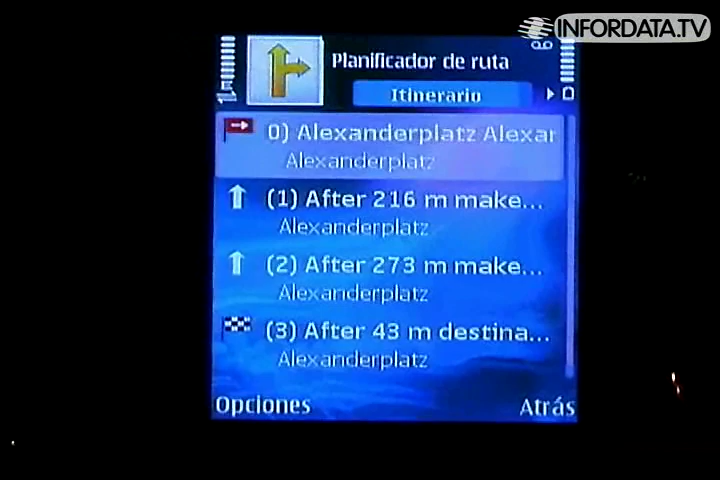 INFORDATA.TV
Planificador de ruta
Itinerario
0) Alexanderplatz Alexan
Alexanderplatz
(1) After 216 m make...
Alexanderplatz
(2) After 273 m make...
Alexanderplatz
(3) After 43 m destina...
Alexanderplatz
Opciones
Atrás